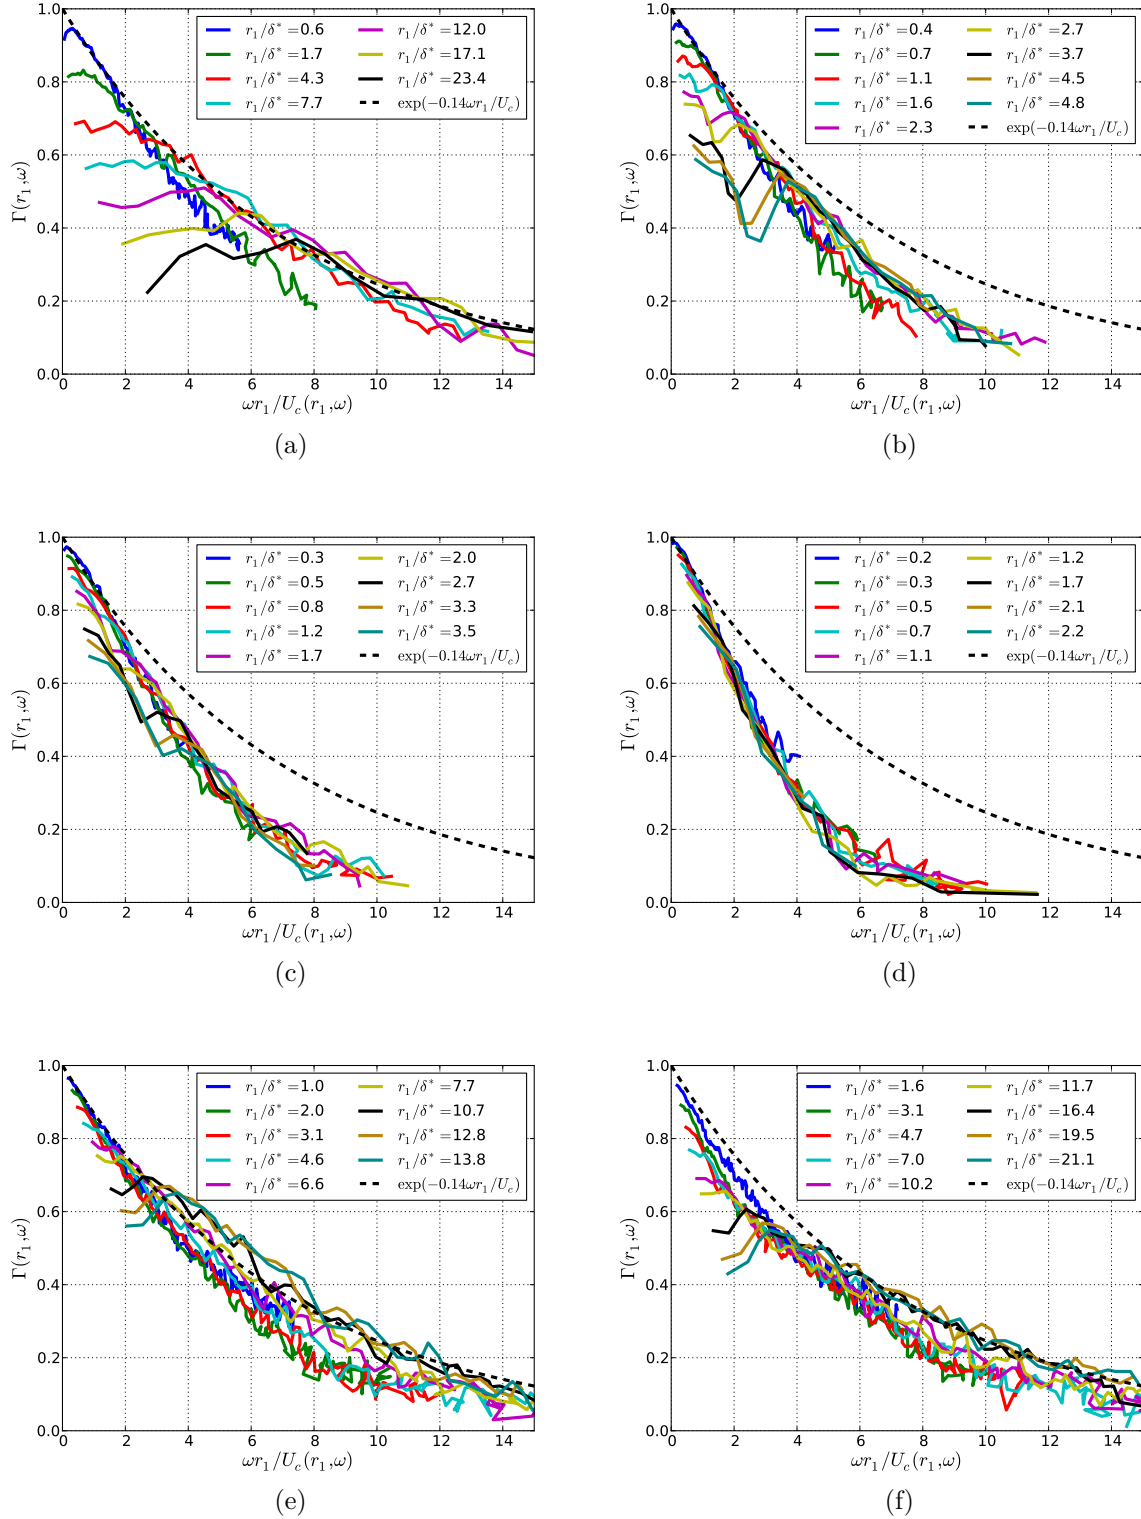 1.0
0.8
0.6
0.4
0.2
0.0
Γ(r₁,ω)
r₁/δ* =0.6
r₁/δ* =1.7
r₁/δ* =4.3
r₁/δ* =7.7
r₁/δ* =12.0
r₁/δ* =17.1
r₁/δ* =23.4
exp(−0.14ωr₁/U_c)
0 2 4 6 8 10 12 14
ωr₁/U_c(r₁,ω)
(a)
1.0
0.8
0.6
0.4
0.2
0.0
Γ(r₁,ω)
r₁/δ* =0.4
r₁/δ* =0.7
r₁/δ* =1.1
r₁/δ* =1.6
r₁/δ* =2.3
r₁/δ* =2.7
r₁/δ* =3.7
r₁/δ* =4.5
r₁/δ* =4.8
exp(−0.14ωr₁/U_c)
0 2 4 6 8 10 12 14
ωr₁/U_c(r₁,ω)
(b)
1.0
0.8
0.6
0.4
0.2
0.0
Γ(r₁,ω)
r₁/δ* =0.3
r₁/δ* =0.5
r₁/δ* =0.8
r₁/δ* =1.2
r₁/δ* =1.7
r₁/δ* =2.0
r₁/δ* =2.7
r₁/δ* =3.3
r₁/δ* =3.5
exp(−0.14ωr₁/U_c)
0 2 4 6 8 10 12 14
ωr₁/U_c(r₁,ω)
(c)
1.0
0.8
0.6
0.4
0.2
0.0
Γ(r₁,ω)
r₁/δ* =0.2
r₁/δ* =0.3
r₁/δ* =0.5
r₁/δ* =0.7
r₁/δ* =1.1
r₁/δ* =1.2
r₁/δ* =1.7
r₁/δ* =2.1
r₁/δ* =2.2
exp(−0.14ωr₁/U_c)
0 2 4 6 8 10 12 14
ωr₁/U_c(r₁,ω)
(d)
1.0
0.8
0.6
0.4
0.2
0.0
Γ(r₁,ω)
r₁/δ* =1.0
r₁/δ* =2.0
r₁/δ* =3.1
r₁/δ* =4.6
r₁/δ* =6.6
r₁/δ* =7.7
r₁/δ* =10.7
r₁/δ* =12.8
r₁/δ* =13.8
exp(−0.14ωr₁/U_c)
0 2 4 6 8 10 12 14
ωr₁/U_c(r₁,ω)
(e)
1.0
0.8
0.6
0.4
0.2
0.0
Γ(r₁,ω)
r₁/δ* =1.6
r₁/δ* =3.1
r₁/δ* =4.7
r₁/δ* =7.0
r₁/δ* =10.2
r₁/δ* =11.7
r₁/δ* =16.4
r₁/δ* =19.5
r₁/δ* =21.1
exp(−0.14ωr₁/U_c)
0 2 4 6 8 10 12 14
ωr₁/U_c(r₁,ω)
(f)